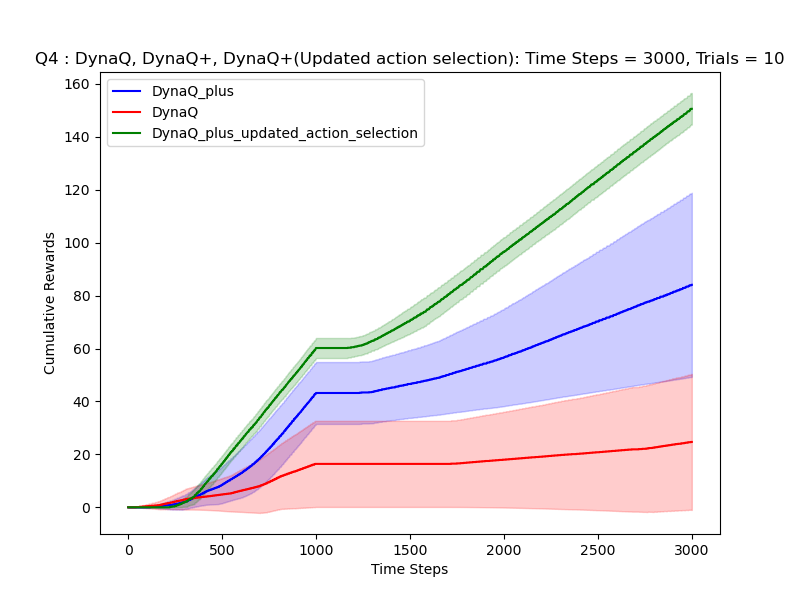 Q4 : DynaQ, DynaQ+, DynaQ+(Updated action selection): Time Steps = 3000, Trials = 10
DynaQ_plus
DynaQ
DynaQ_plus_updated_action_selection
Cumulative Rewards
160
140
120
100
80
60
40
20
0
0 500 1000 1500 2000 2500 3000
Time Steps